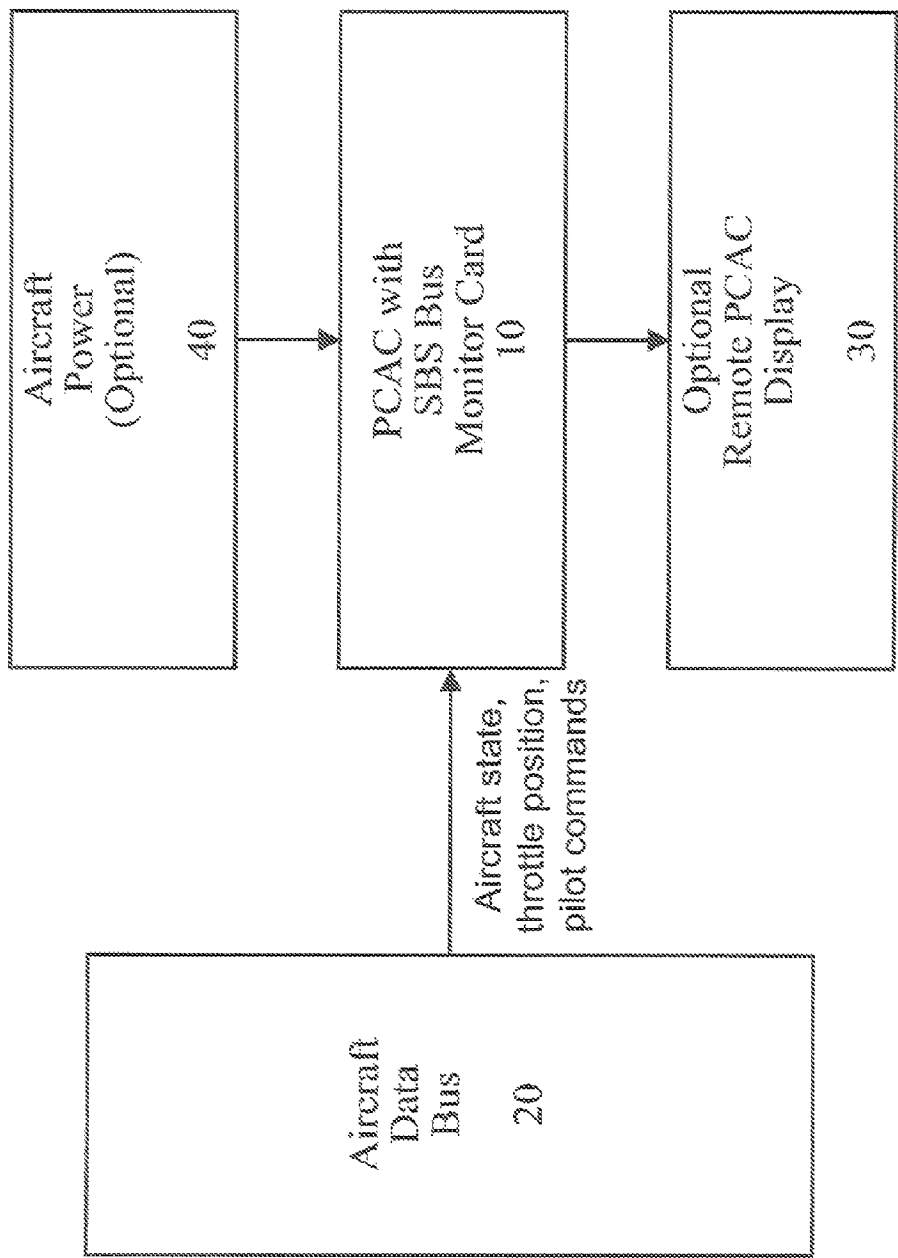 Aircraft
Data
Bus
20
Aircraft state,
throttle position,
pilot commands
Aircraft
Power
(Optional)
40
PCAC with
SBS Bus
Monitor Card
10
Optional
Remote PCAC
Display
30